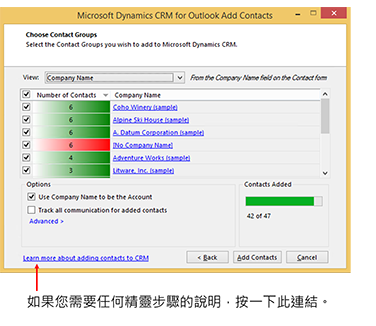 Microsoft Dynamics CRM for Outlook Add Contacts
Choose Contact Groups
Select the Contact Groups you wish to add to Microsoft Dynamics CRM.
View: Company Name From the Company Name field on the Contact form
Number of Contacts Company Name
6 Coho Winery (sample)
6 Alpine Ski House (sample)
6 A. Datum Corporation (sample)
6 [No Company Name]
4 Adventure Works (sample)
3 Litware, Inc. (sample)
Options
Use Company Name to be the Account
Track all communication for added contacts
Advanced >
Contacts Added
42 of 47
Learn more about adding contacts to CRM
< Back Add Contacts Cancel
如果您需要任何精靈步驟的說明，按一下此連結。